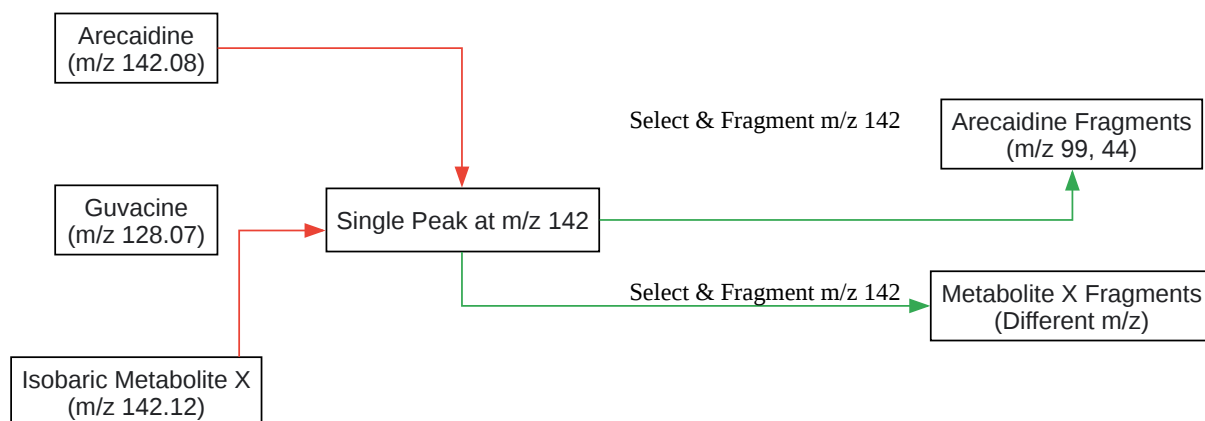 Arecaidine
(m/z 142.08)
Select & Fragment m/z 142
Arecaidine Fragments
(m/z 99, 44)
Guvacine
(m/z 128.07)
Single Peak at m/z 142
Select & Fragment m/z 142
Metabolite X Fragments
(Different m/z)
Isobaric Metabolite X
(m/z 142.12)